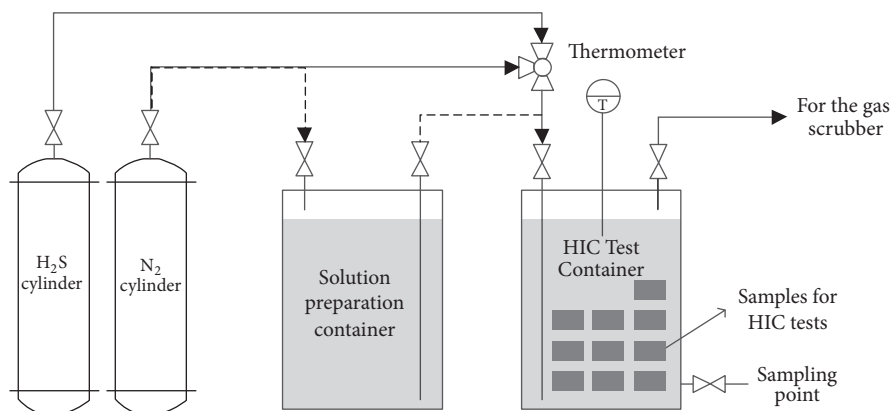 Thermometer
T
For the gas
scrubber
H₂S
cylinder
N₂
cylinder
Solution
preparation
container
HIC Test
Container
Samples for
HIC tests
Sampling
point